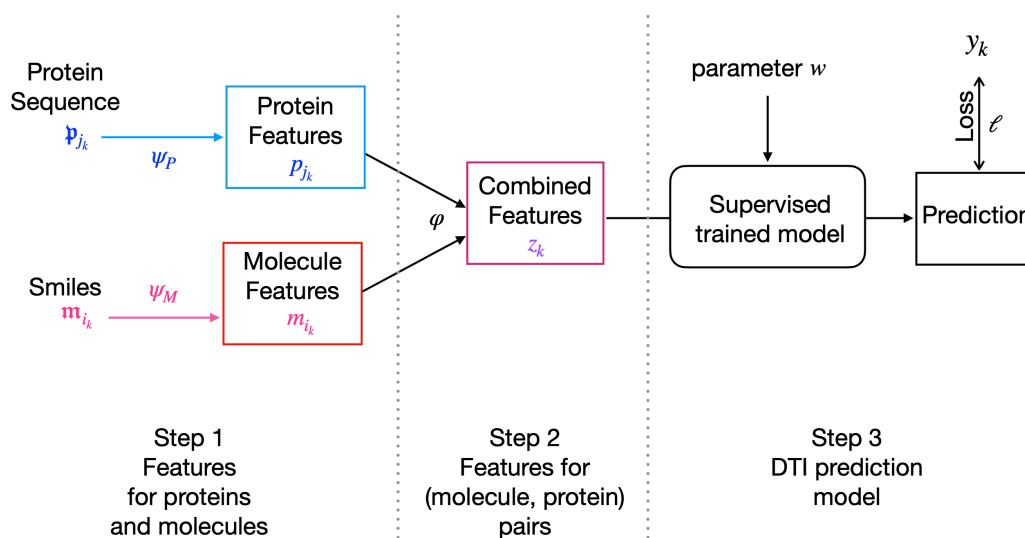 Protein
Sequence
𝔭_{j_k}
ψ_P
Protein
Features
p_{j_k}
Smiles
𝔪_{i_k}
ψ_M
Molecule
Features
m_{i_k}
φ
Combined
Features
z_k
parameter w
Supervised
trained model
y_k
Loss
ℓ
Prediction
Step 1
Features
for proteins
and molecules
Step 2
Features for
(molecule, protein)
pairs
Step 3
DTI prediction
model